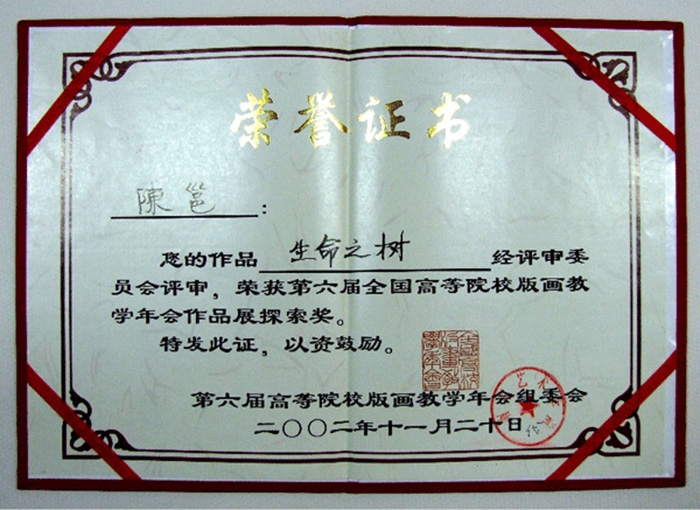 荣誉证书
陳邕：
您的作品 生命之树 经评审委
员会评审，荣获第六届全国高等院校版画教
学年会作品展探索奖。
特发此证，以资鼓励。
第六届高等院校版画教学年会组委会
二〇〇二年十一月二十日